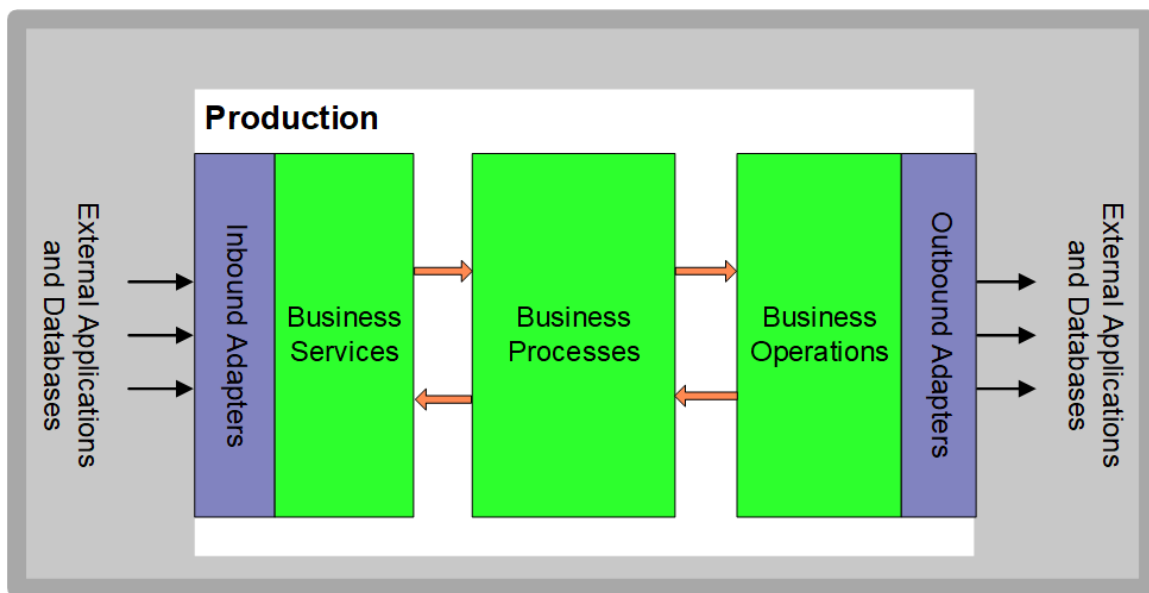 Production
External Applications
and Databases
Inbound Adapters
Business
Services
Business
Processes
Business
Operations
Outbound Adapters
External Applications
and Databases